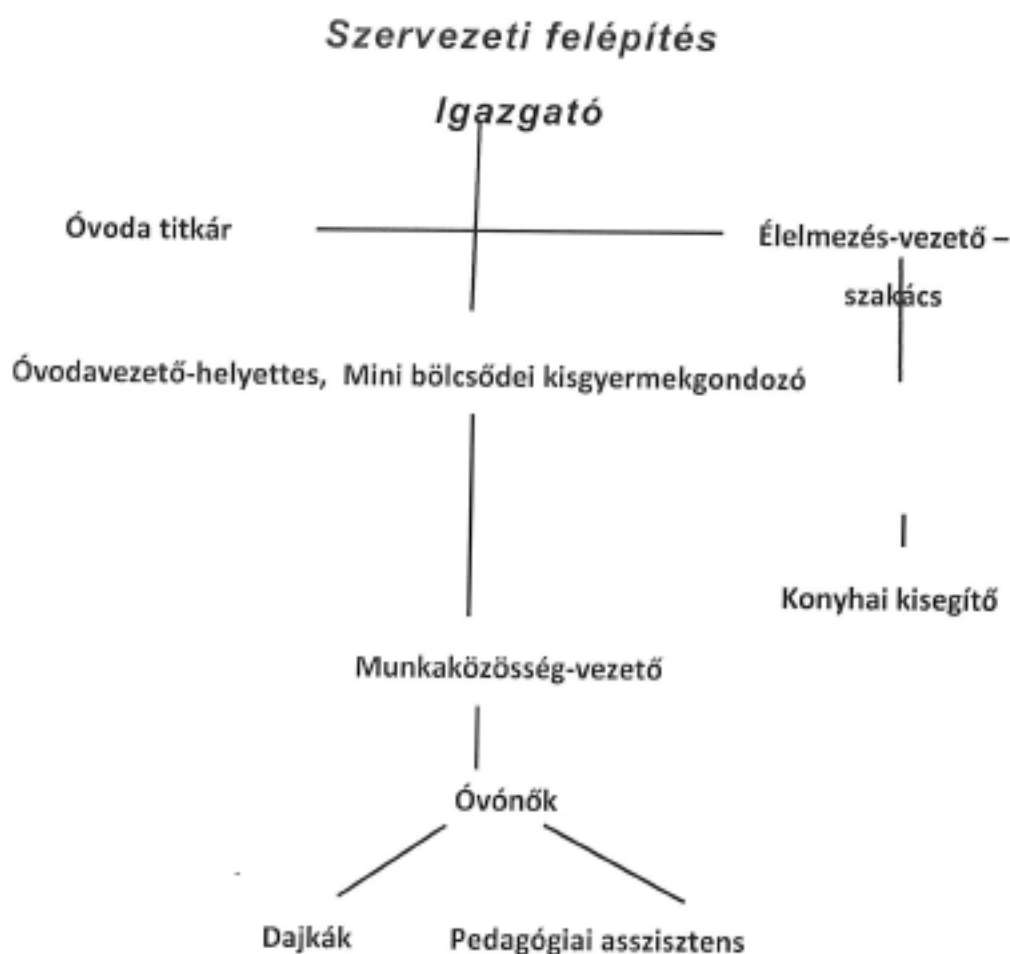 Szervezeti felépítés
Igazgató
Óvoda titkár
Élelmezés-vezető –
szakács
Óvodavezető-helyettes, Mini bölcsődei kisgyermekgondozó
Konyhai kisegítő
Munkaközösség-vezető
Óvónők
Dajkák Pedagógiai asszisztens